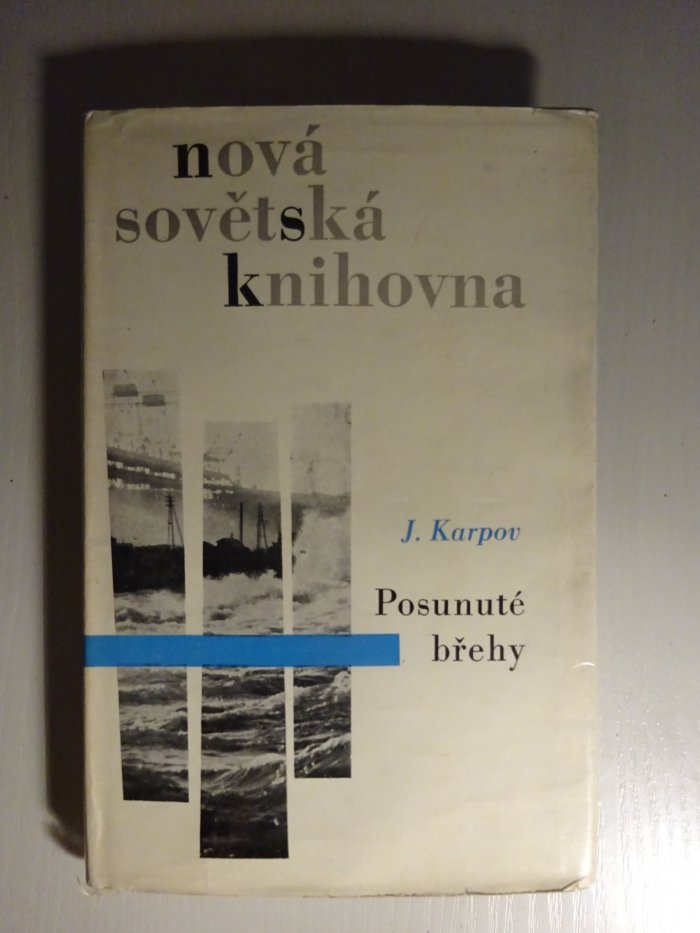 nová
sovětská
knihovna
J. Karpov
Posunuté
břehy